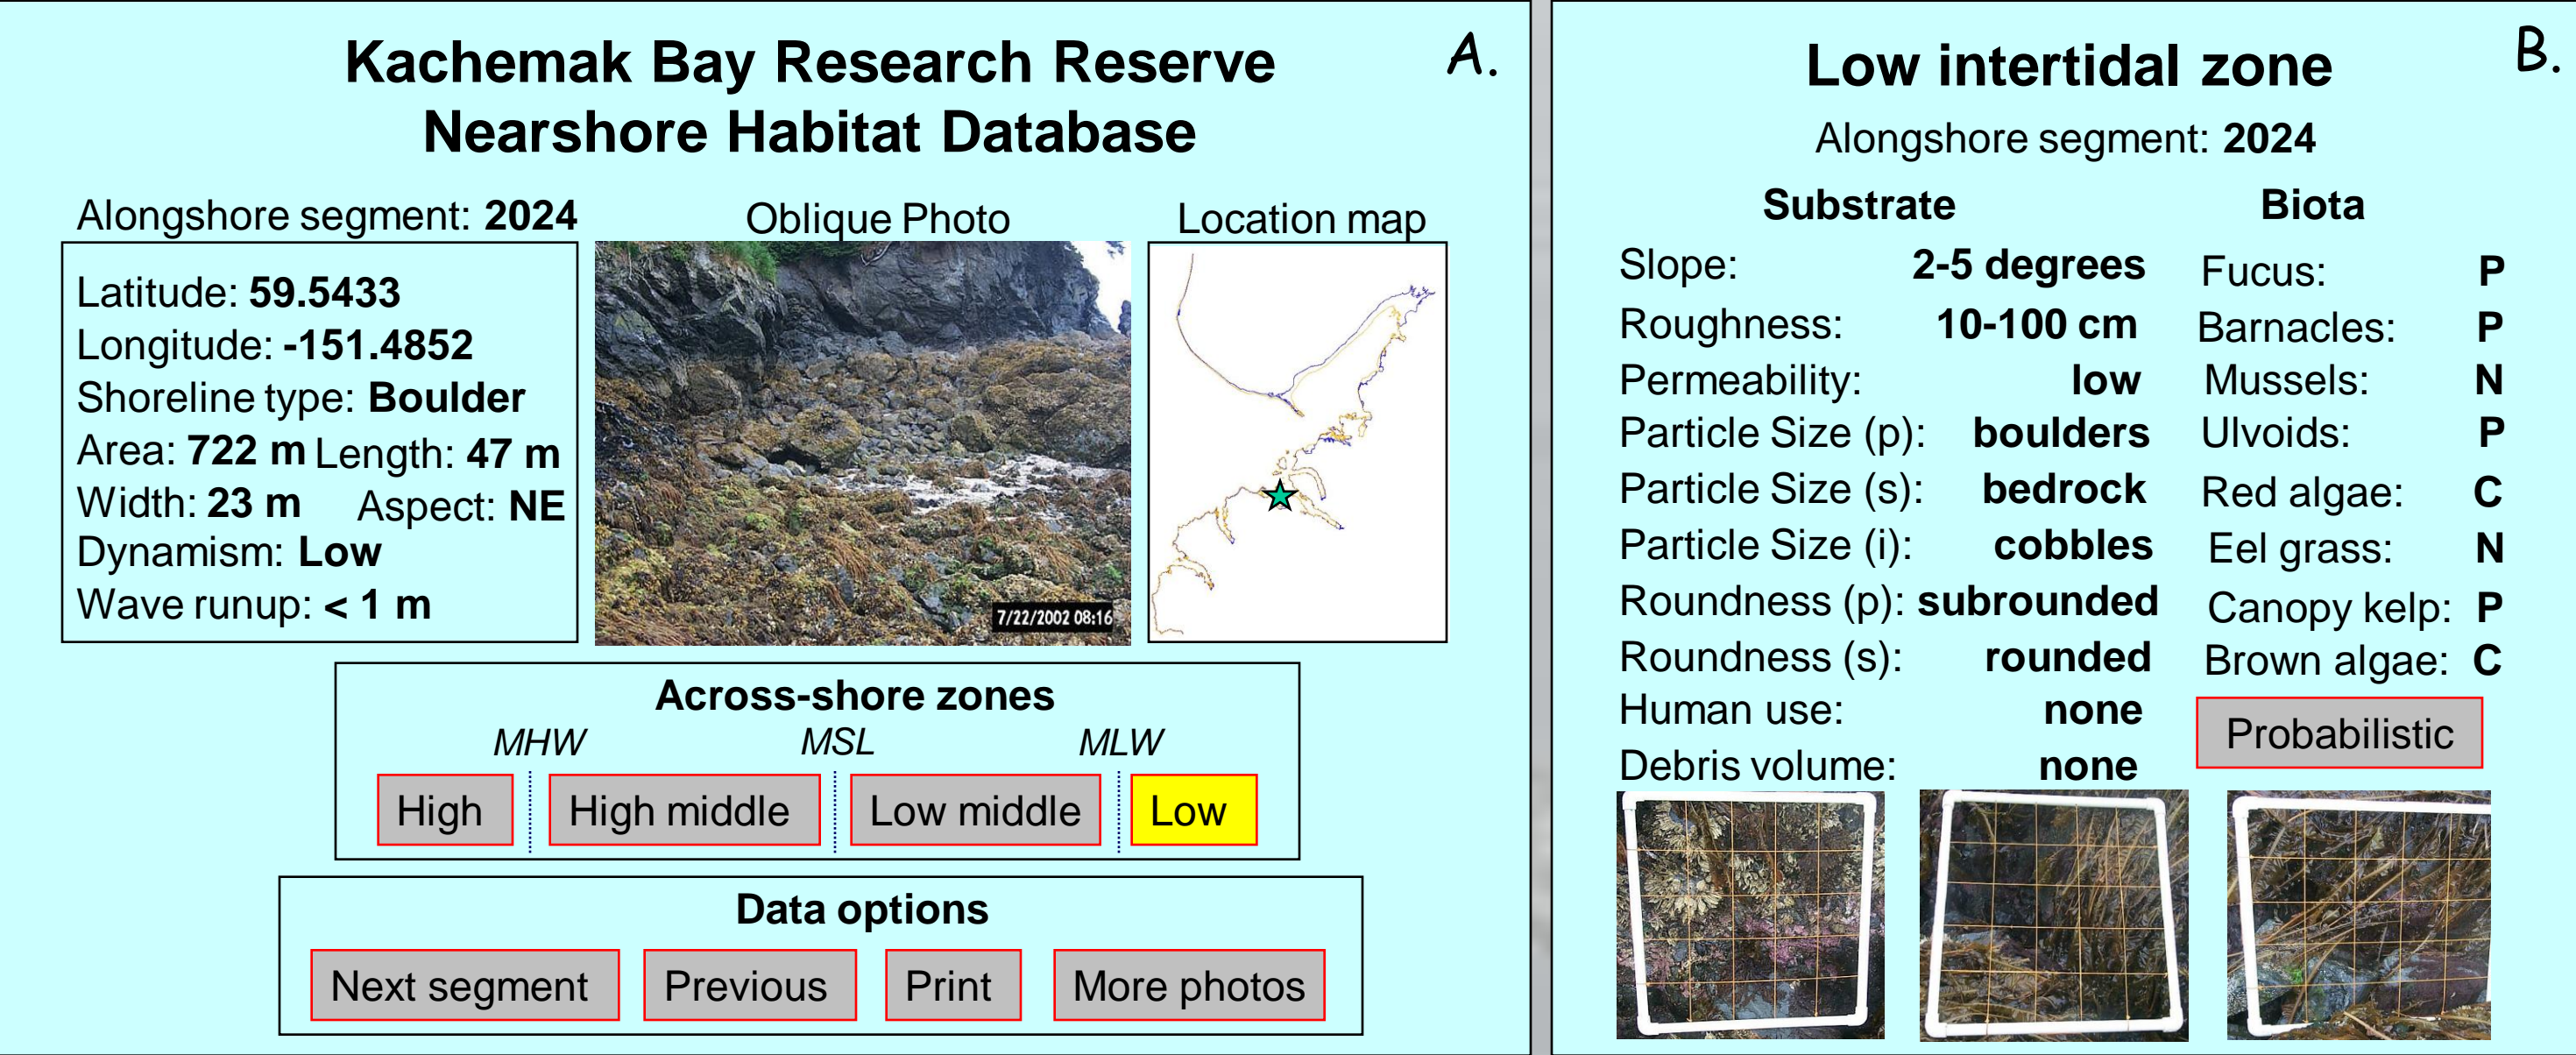 A.
Kachemak Bay Research Reserve
Nearshore Habitat Database
Alongshore segment: 2024
Latitude: 59.5433
Longitude: -151.4852
Shoreline type: Boulder
Area: 722 m Length: 47 m
Width: 23 m Aspect: NE
Dynamism: Low
Wave runup: < 1 m
Oblique Photo
7/22/2002 08:16
Location map
Across-shore zones
MHW MSL MLW
High High middle Low middle Low
Data options
Next segment Previous Print More photos
B.
Low intertidal zone
Alongshore segment: 2024
Substrate
Slope: 2-5 degrees
Roughness: 10-100 cm
Permeability: low
Particle Size (p): boulders
Particle Size (s): bedrock
Particle Size (i): cobbles
Roundness (p): subrounded
Roundness (s): rounded
Human use: none
Debris volume: none
Biota
Fucus: P
Barnacles: P
Mussels: N
Ulvoids: P
Red algae: C
Eel grass: N
Canopy kelp: P
Brown algae: C
Probabilistic